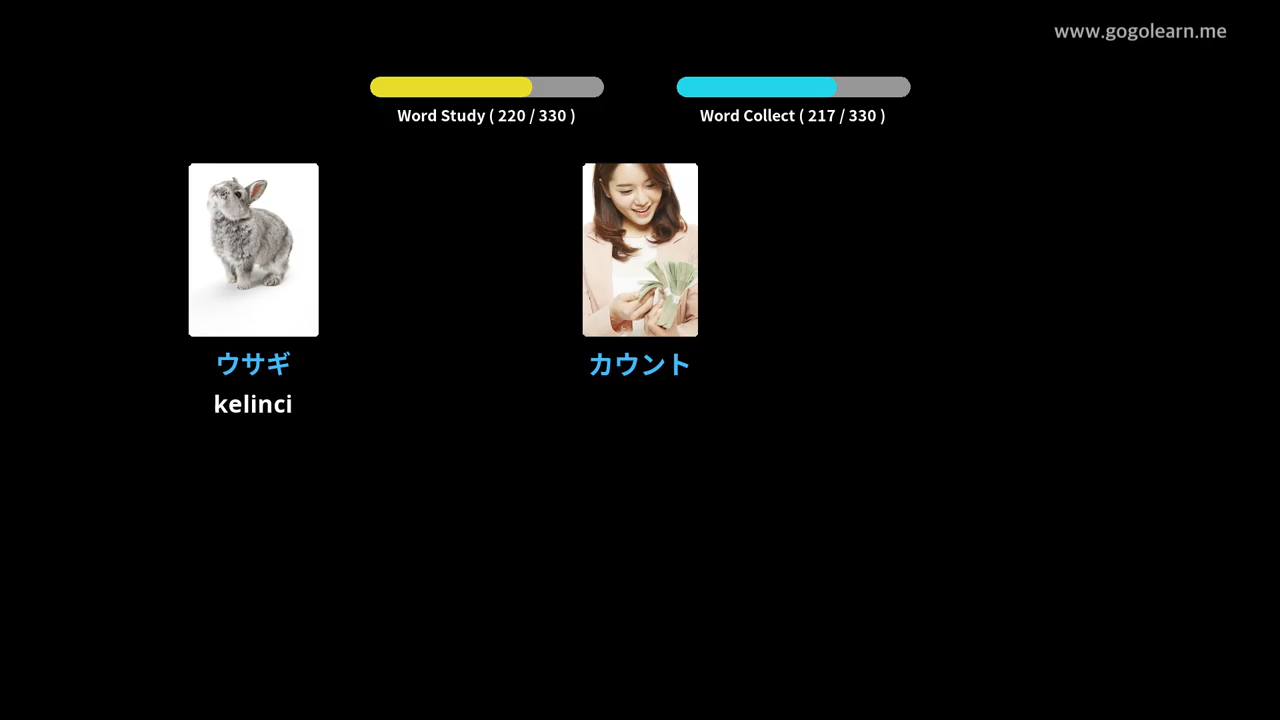 www.gogolearn.me
Word Study ( 220 / 330 )
Word Collect ( 217 / 330 )
ウサギ
kelinci
カウント